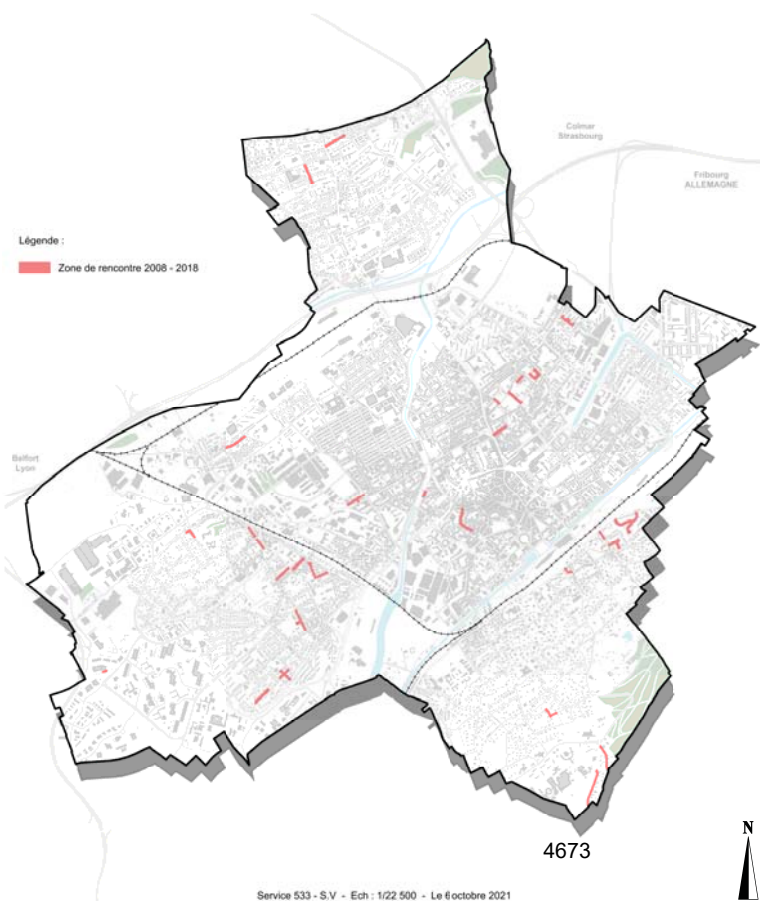 Colmar
Strasbourg
Fribourg
ALLEMAGNE
Légende :
Zone de rencontre 2008 - 2018
Belfort
Lyon
N
4673
Service 533 - S.V - Ech : 1/22 500 - Le 6 octobre 2021